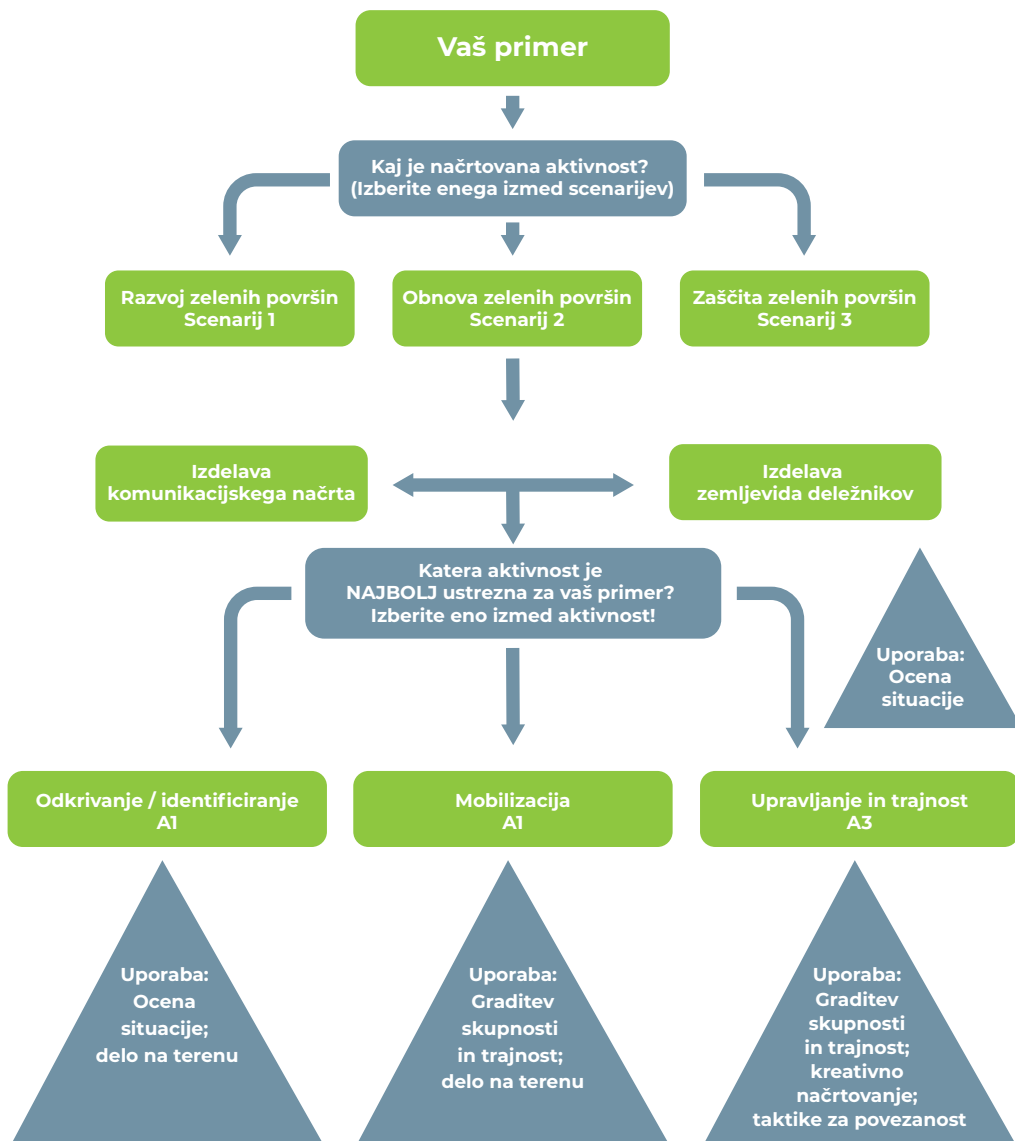 Vaš primer
Kaj je načrtovana aktivnost?
(Izberite enega izmed scenarijev)
Razvoj zelenih površin
Scenarij 1
Obnova zelenih površin
Scenarij 2
Zaščita zelenih površin
Scenarij 3
Izdelava
komunikacijskega načrta
Izdelava
zemljevida deležnikov
Katera aktivnost je
NAJBOLJ ustrezna za vaš primer?
Izberite eno izmed aktivnost!
Uporaba:
Ocena
situacije
Odkrivanje / identificiranje
A1
Mobilizacija
A1
Upravljanje in trajnost
A3
Uporaba:
Ocena
situacije;
delo na terenu
Uporaba:
Graditev
skupnosti
in trajnost;
delo na terenu
Uporaba:
Graditev
skupnosti
in trajnost;
kreativno
načrtovanje;
taktike za povezanost